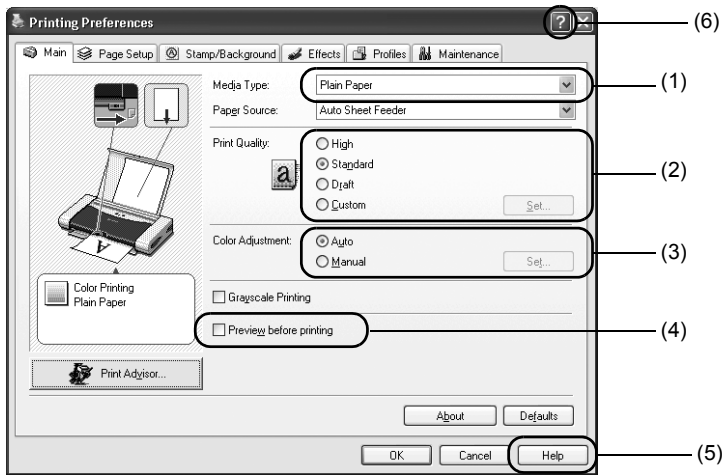 Printing Preferences
? (6)
Main Page Setup Stamp/Background Effects Profiles Maintenance
Media Type: Plain Paper (1)
Paper Source: Auto Sheet Feeder
Print Quality: High
Standard
a (2)
Draft
Custom Set...
Color Adjustment: Auto (3)
Manual Set...
A
Color Printing
Plain Paper
Grayscale Printing
Preview before printing (4)
Print Advisor...
About Defaults
OK Cancel Help (5)